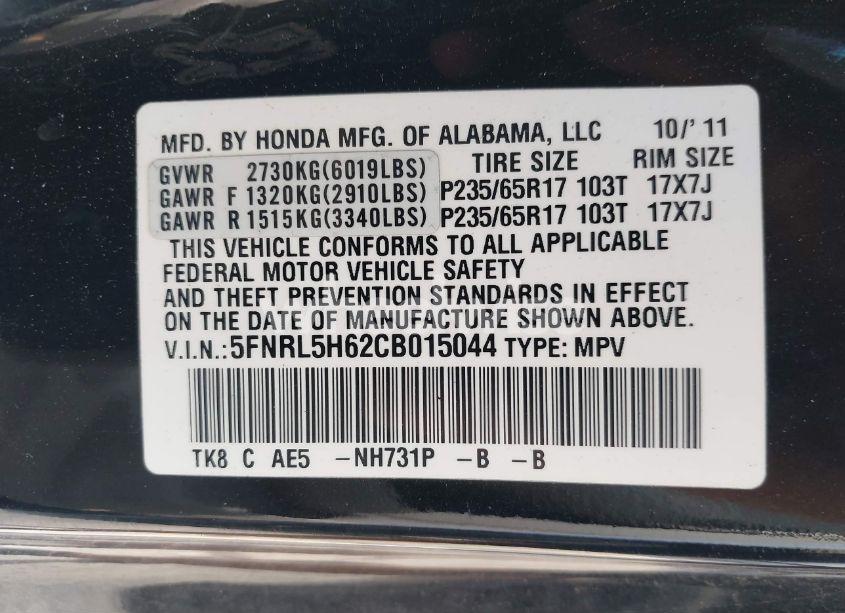 MFD. BY HONDA MFG. OF ALABAMA, LLC 10/'11
GVWR 2730KG(6019LBS) TIRE SIZE RIM SIZE
GAWR F 1320KG(2910LBS) P235/65R17 103T 17X7J
GAWR R 1515KG(3340LBS) P235/65R17 103T 17X7J
THIS VEHICLE CONFORMS TO ALL APPLICABLE
FEDERAL MOTOR VEHICLE SAFETY
AND THEFT PREVENTION STANDARDS IN EFFECT
ON THE DATE OF MANUFACTURE SHOWN ABOVE.
V.I.N.:5FNRL5H62CB015044 TYPE: MPV
TK8 C AE5 -NH731P -B -B